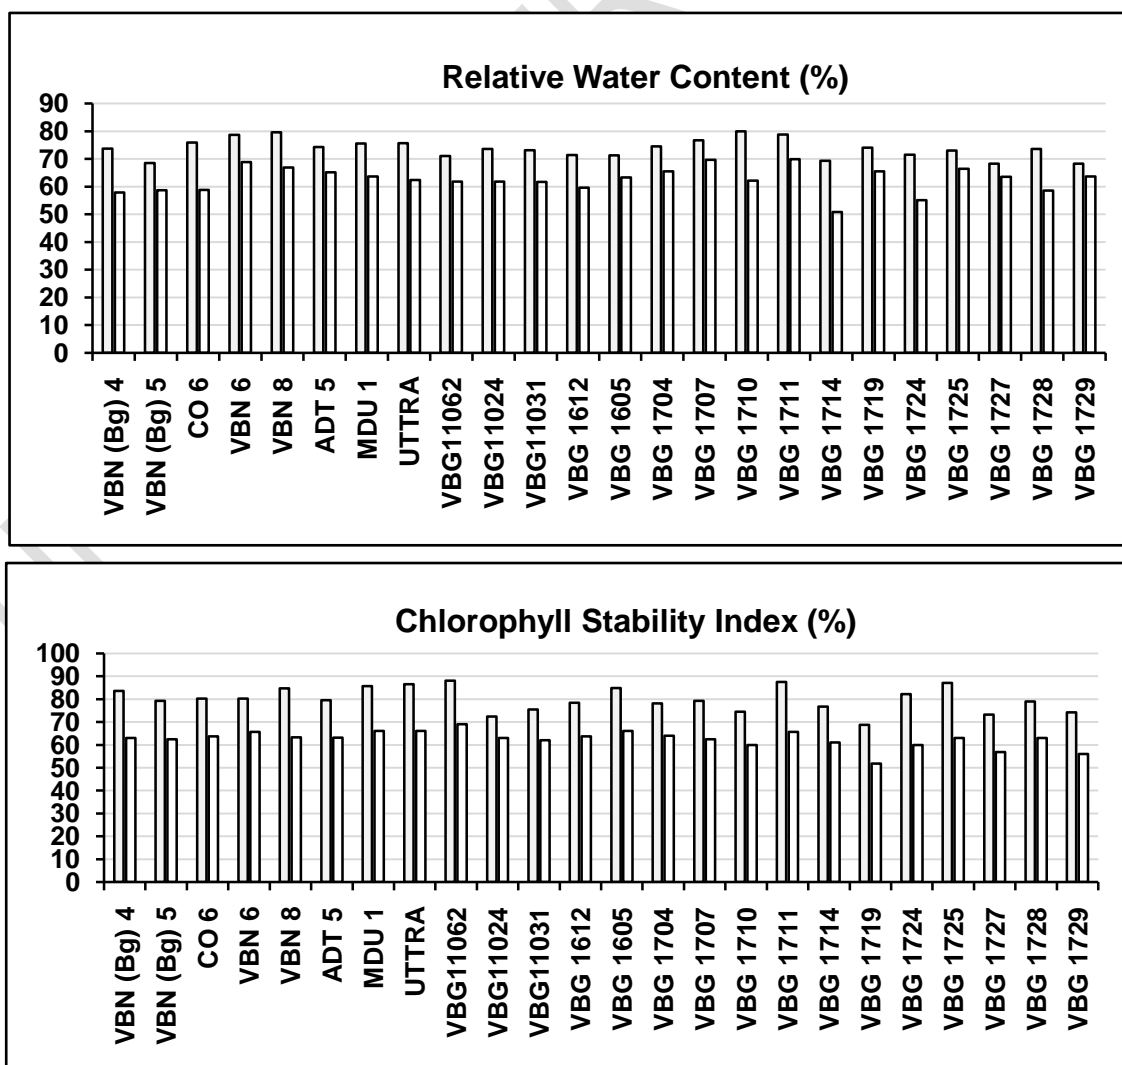 Relative Water Content (%)
90
80
70
60
50
40
30
20
10
0
VBN (Bg) 4
VBN (Bg) 5
CO 6
VBN 6
VBN 8
ADT 5
MDU 1
UTTRA
VBG11062
VBG11024
VBG11031
VBG 1612
VBG 1605
VBG 1704
VBG 1707
VBG 1710
VBG 1711
VBG 1714
VBG 1719
VBG 1724
VBG 1725
VBG 1727
VBG 1728
VBG 1729
Chlorophyll Stability Index (%)
100
90
80
70
60
50
40
30
20
10
0
VBN (Bg) 4
VBN (Bg) 5
CO 6
VBN 6
VBN 8
ADT 5
MDU 1
UTTRA
VBG11062
VBG11024
VBG11031
VBG 1612
VBG 1605
VBG 1704
VBG 1707
VBG 1710
VBG 1711
VBG 1714
VBG 1719
VBG 1724
VBG 1725
VBG 1727
VBG 1728
VBG 1729